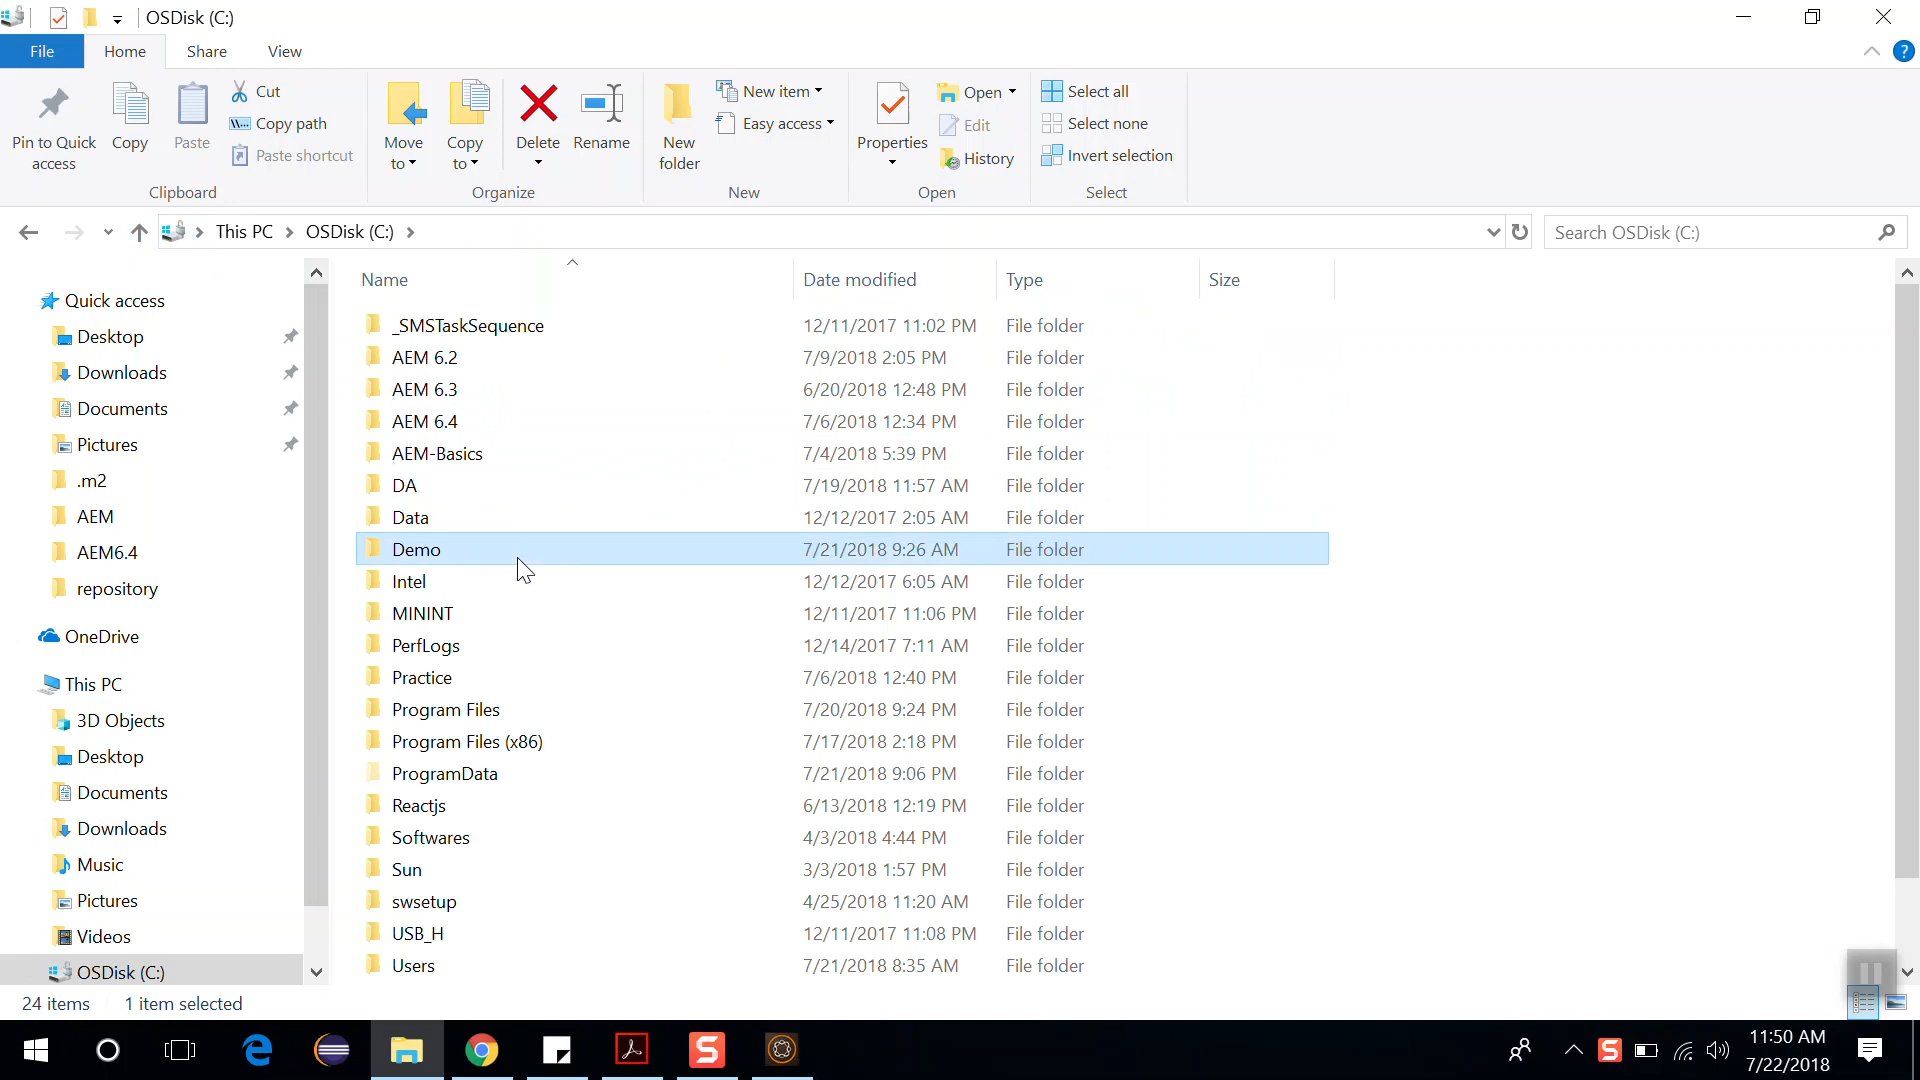 OSDisk (C:)
File Home Share View
Pin to Quick access
Copy
Paste
Cut
Copy path
Paste shortcut
Clipboard
Move to
Copy to
Delete
Rename
Organize
New folder
New item
Easy access
New
Properties
Open
Edit
History
Open
Select all
Select none
Invert selection
Select
This PC OSDisk (C:)
Search OSDisk (C:)
Quick access
Desktop
Downloads
Documents
Pictures
.m2
AEM
AEM6.4
repository
OneDrive
This PC
3D Objects
Desktop
Documents
Downloads
Music
Pictures
Videos
OSDisk (C:)
Name Date modified Type Size
_SMSTaskSequence 12/11/2017 11:02 PM File folder
AEM 6.2 7/9/2018 2:05 PM File folder
AEM 6.3 6/20/2018 12:48 PM File folder
AEM 6.4 7/6/2018 12:34 PM File folder
AEM-Basics 7/4/2018 5:39 PM File folder
DA 7/19/2018 11:57 AM File folder
Data 12/12/2017 2:05 AM File folder
Demo 7/21/2018 9:26 AM File folder
Intel 12/12/2017 6:05 AM File folder
MININT 12/11/2017 11:06 PM File folder
PerfLogs 12/14/2017 7:11 AM File folder
Practice 7/6/2018 12:40 PM File folder
Program Files 7/20/2018 9:24 PM File folder
Program Files (x86) 7/17/2018 2:18 PM File folder
ProgramData 7/21/2018 9:06 PM File folder
Reactjs 6/13/2018 12:19 PM File folder
Softwares 4/3/2018 4:44 PM File folder
Sun 3/3/2018 1:57 PM File folder
swsetup 4/25/2018 11:20 AM File folder
USB_H 12/11/2017 11:08 PM File folder
Users 7/21/2018 8:35 AM File folder
24 items 1 item selected
11:50 AM
7/22/2018